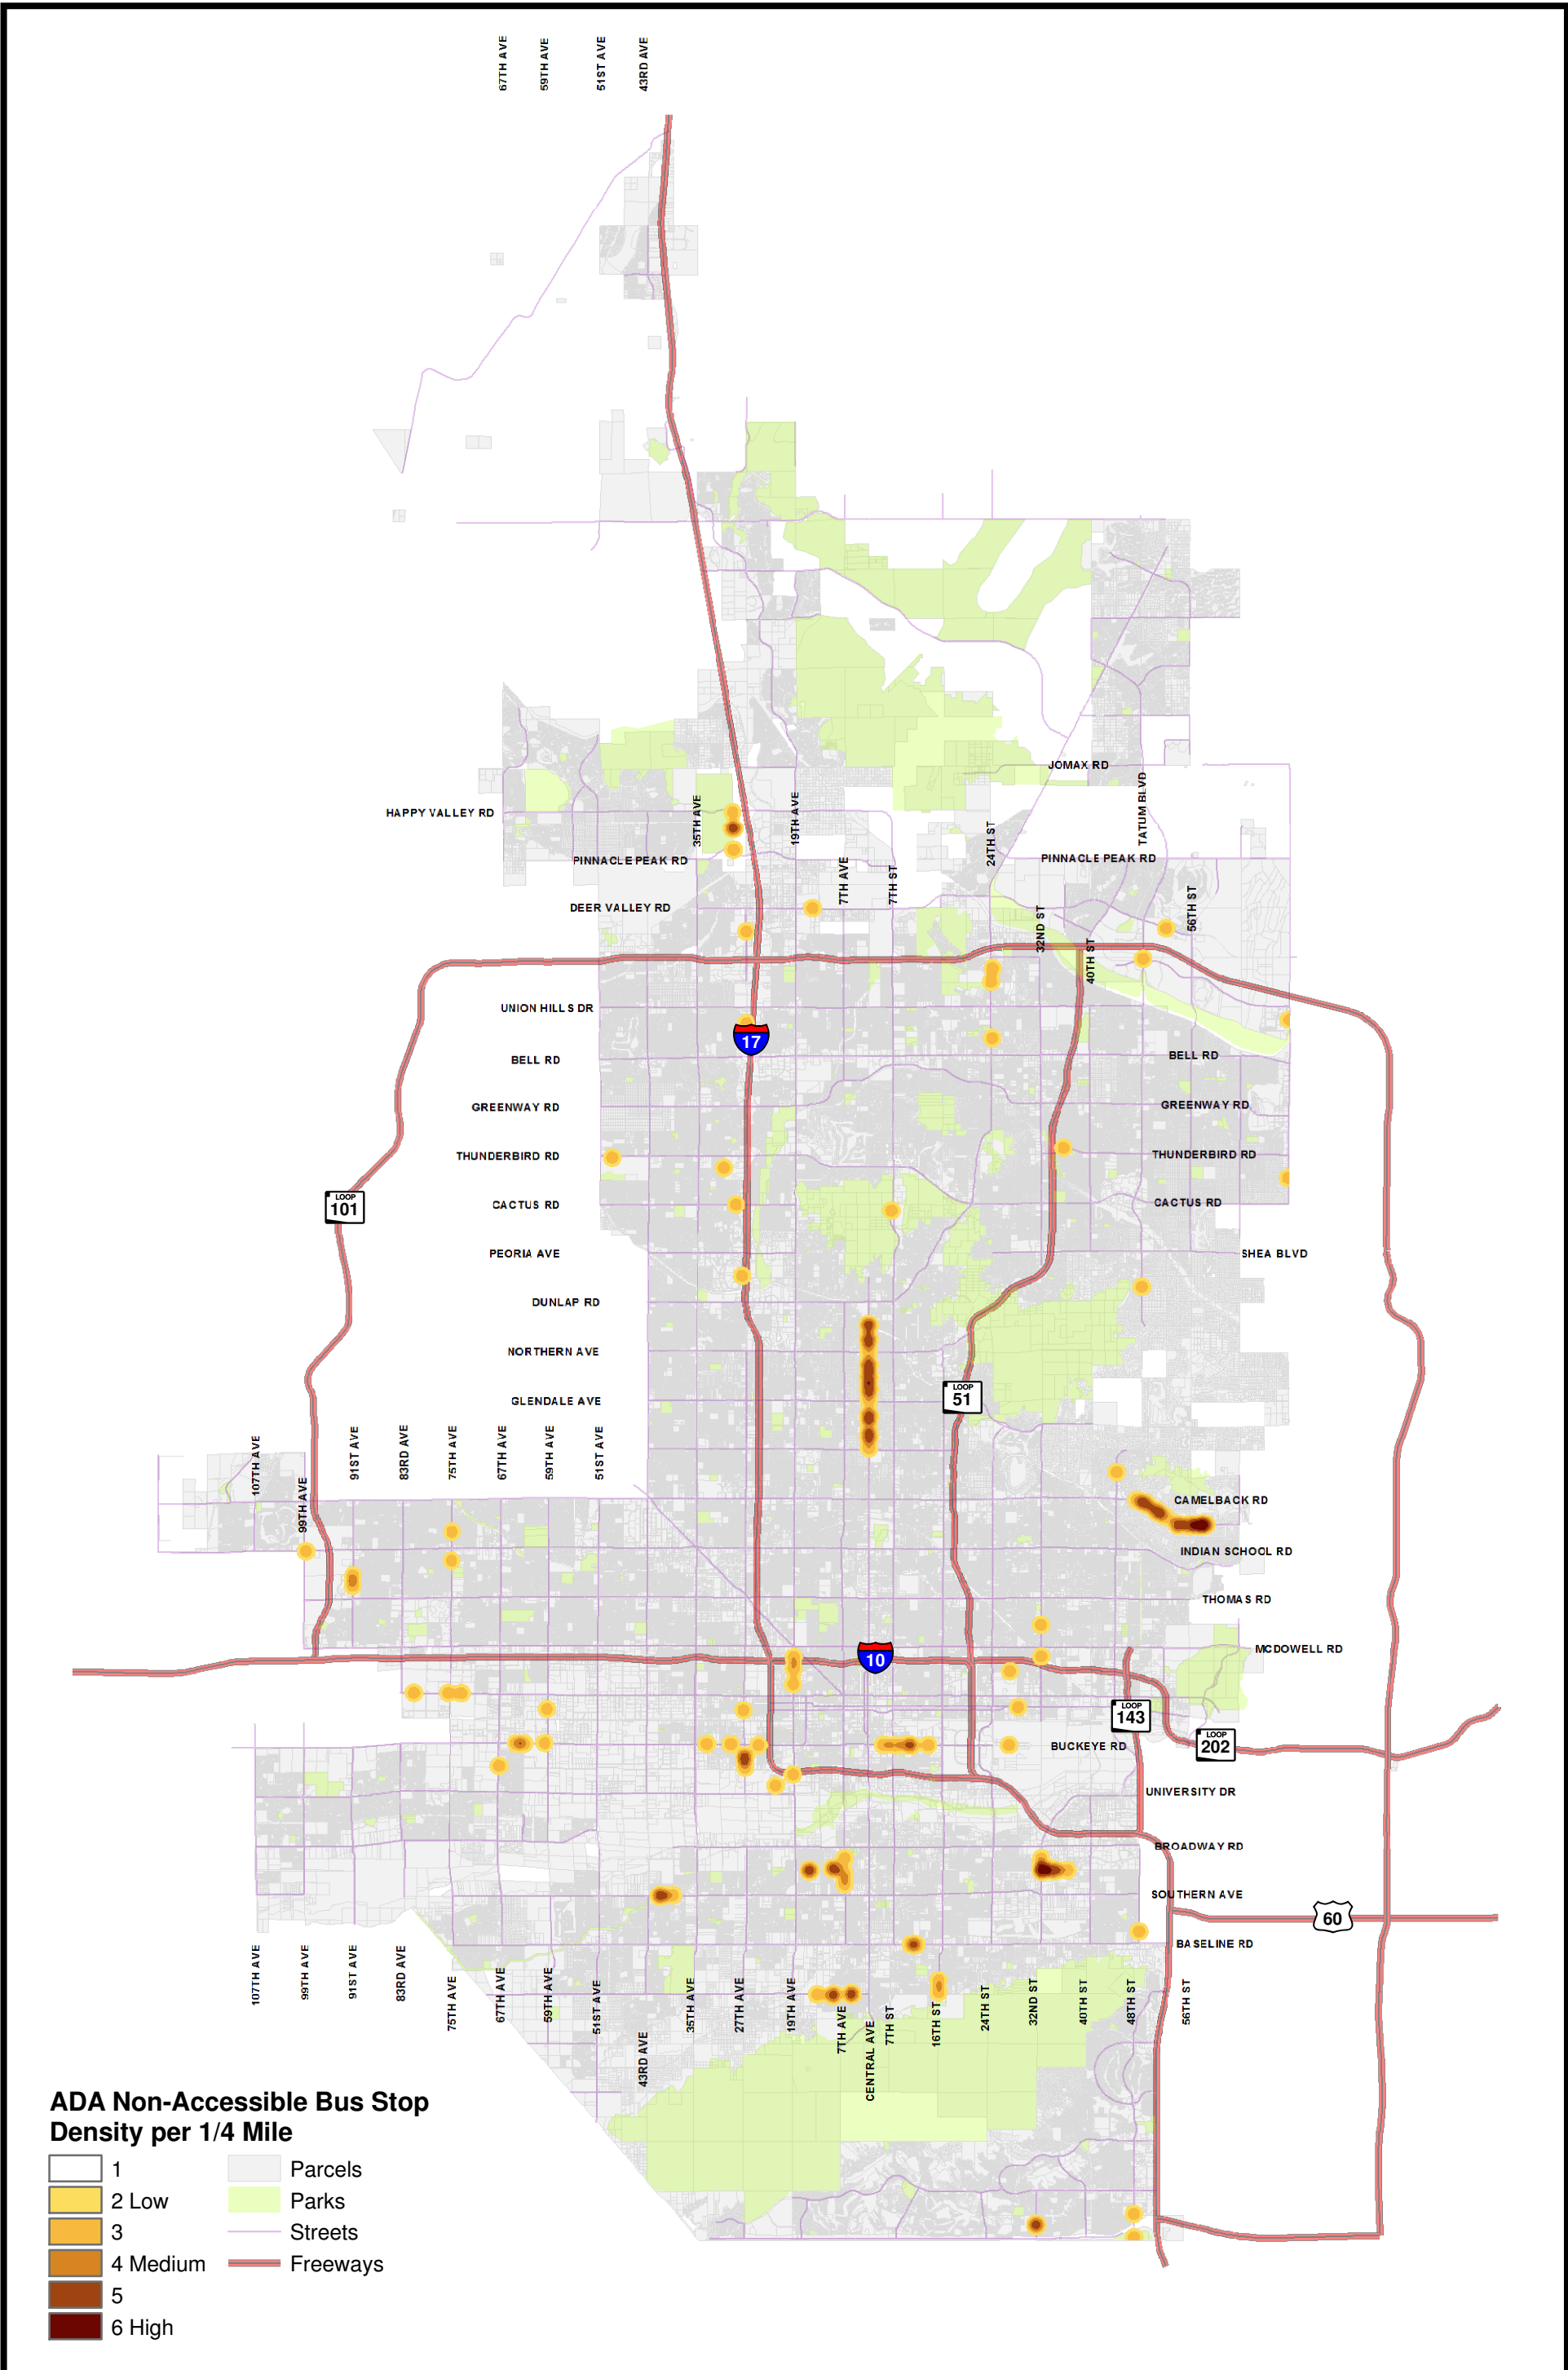 67TH AVE
59TH AVE
51ST AVE
43RD AVE
JOMAX RD
TATUM BLVD
HAPPY VALLEY RD
35TH AVE
19TH AVE
24TH ST
PINNACLE PEAK RD
PINNACLE PEAK RD
7TH AVE
7TH ST
DEER VALLEY RD
32ND ST
56TH ST
40TH ST
UNION HILLS DR
17
BELL RD
BELL RD
GREENWAY RD
GREENWAY RD
THUNDERBIRD RD
THUNDERBIRD RD
LOOP
101
CACTUS RD
CACTUS RD
PEORIA AVE
SHEA BLVD
DUNLAP RD
NORTHERN AVE
GLENDALE AVE
LOOP
51
107TH AVE
99TH AVE
91ST AVE
83RD AVE
75TH AVE
67TH AVE
59TH AVE
51ST AVE
CAMELBACK RD
INDIAN SCHOOL RD
THOMAS RD
MCDOWELL RD
10
LOOP
143
LOOP
202
BUCKEYE RD
UNIVERSITY DR
BROADWAY RD
SOUTHERN AVE
60
BASELINE RD
107TH AVE
99TH AVE
91ST AVE
83RD AVE
75TH AVE
67TH AVE
59TH AVE
51ST AVE
43RD AVE
35TH AVE
27TH AVE
19TH AVE
7TH AVE
CENTRAL AVE
7TH ST
16TH ST
24TH ST
32ND ST
40TH ST
48TH ST
56TH ST
ADA Non-Accessible Bus Stop
Density per 1/4 Mile
1
2 Low
3
4 Medium
5
6 High
Parcels
Parks
Streets
Freeways